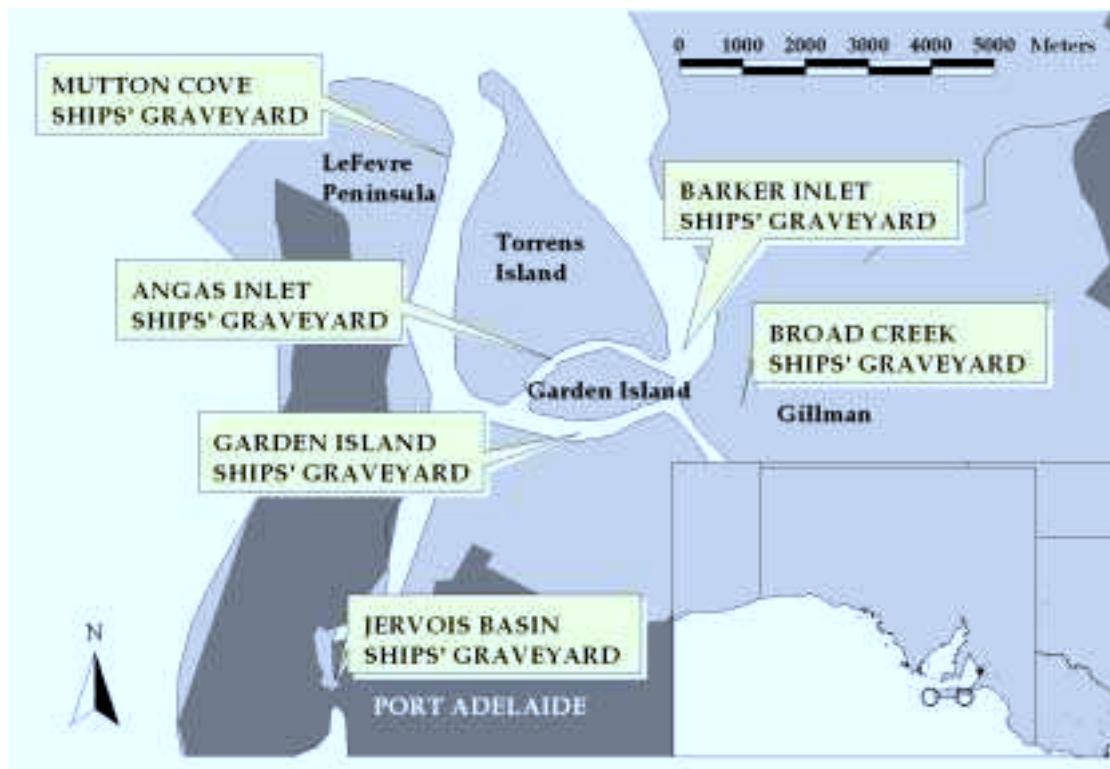 0 1000 2000 3000 4000 5000 Meters
MUTTON COVE
SHIPS' GRAVEYARD
LeFevre
Peninsula
BARKER INLET
SHIPS' GRAVEYARD
Torrens
Island
ANGAS INLET
SHIPS' GRAVEYARD
BROAD CREEK
SHIPS' GRAVEYARD
Garden Island
Gillman
GARDEN ISLAND
SHIPS' GRAVEYARD
JERVOIS BASIN
SHIPS' GRAVEYARD
N
PORT ADELAIDE